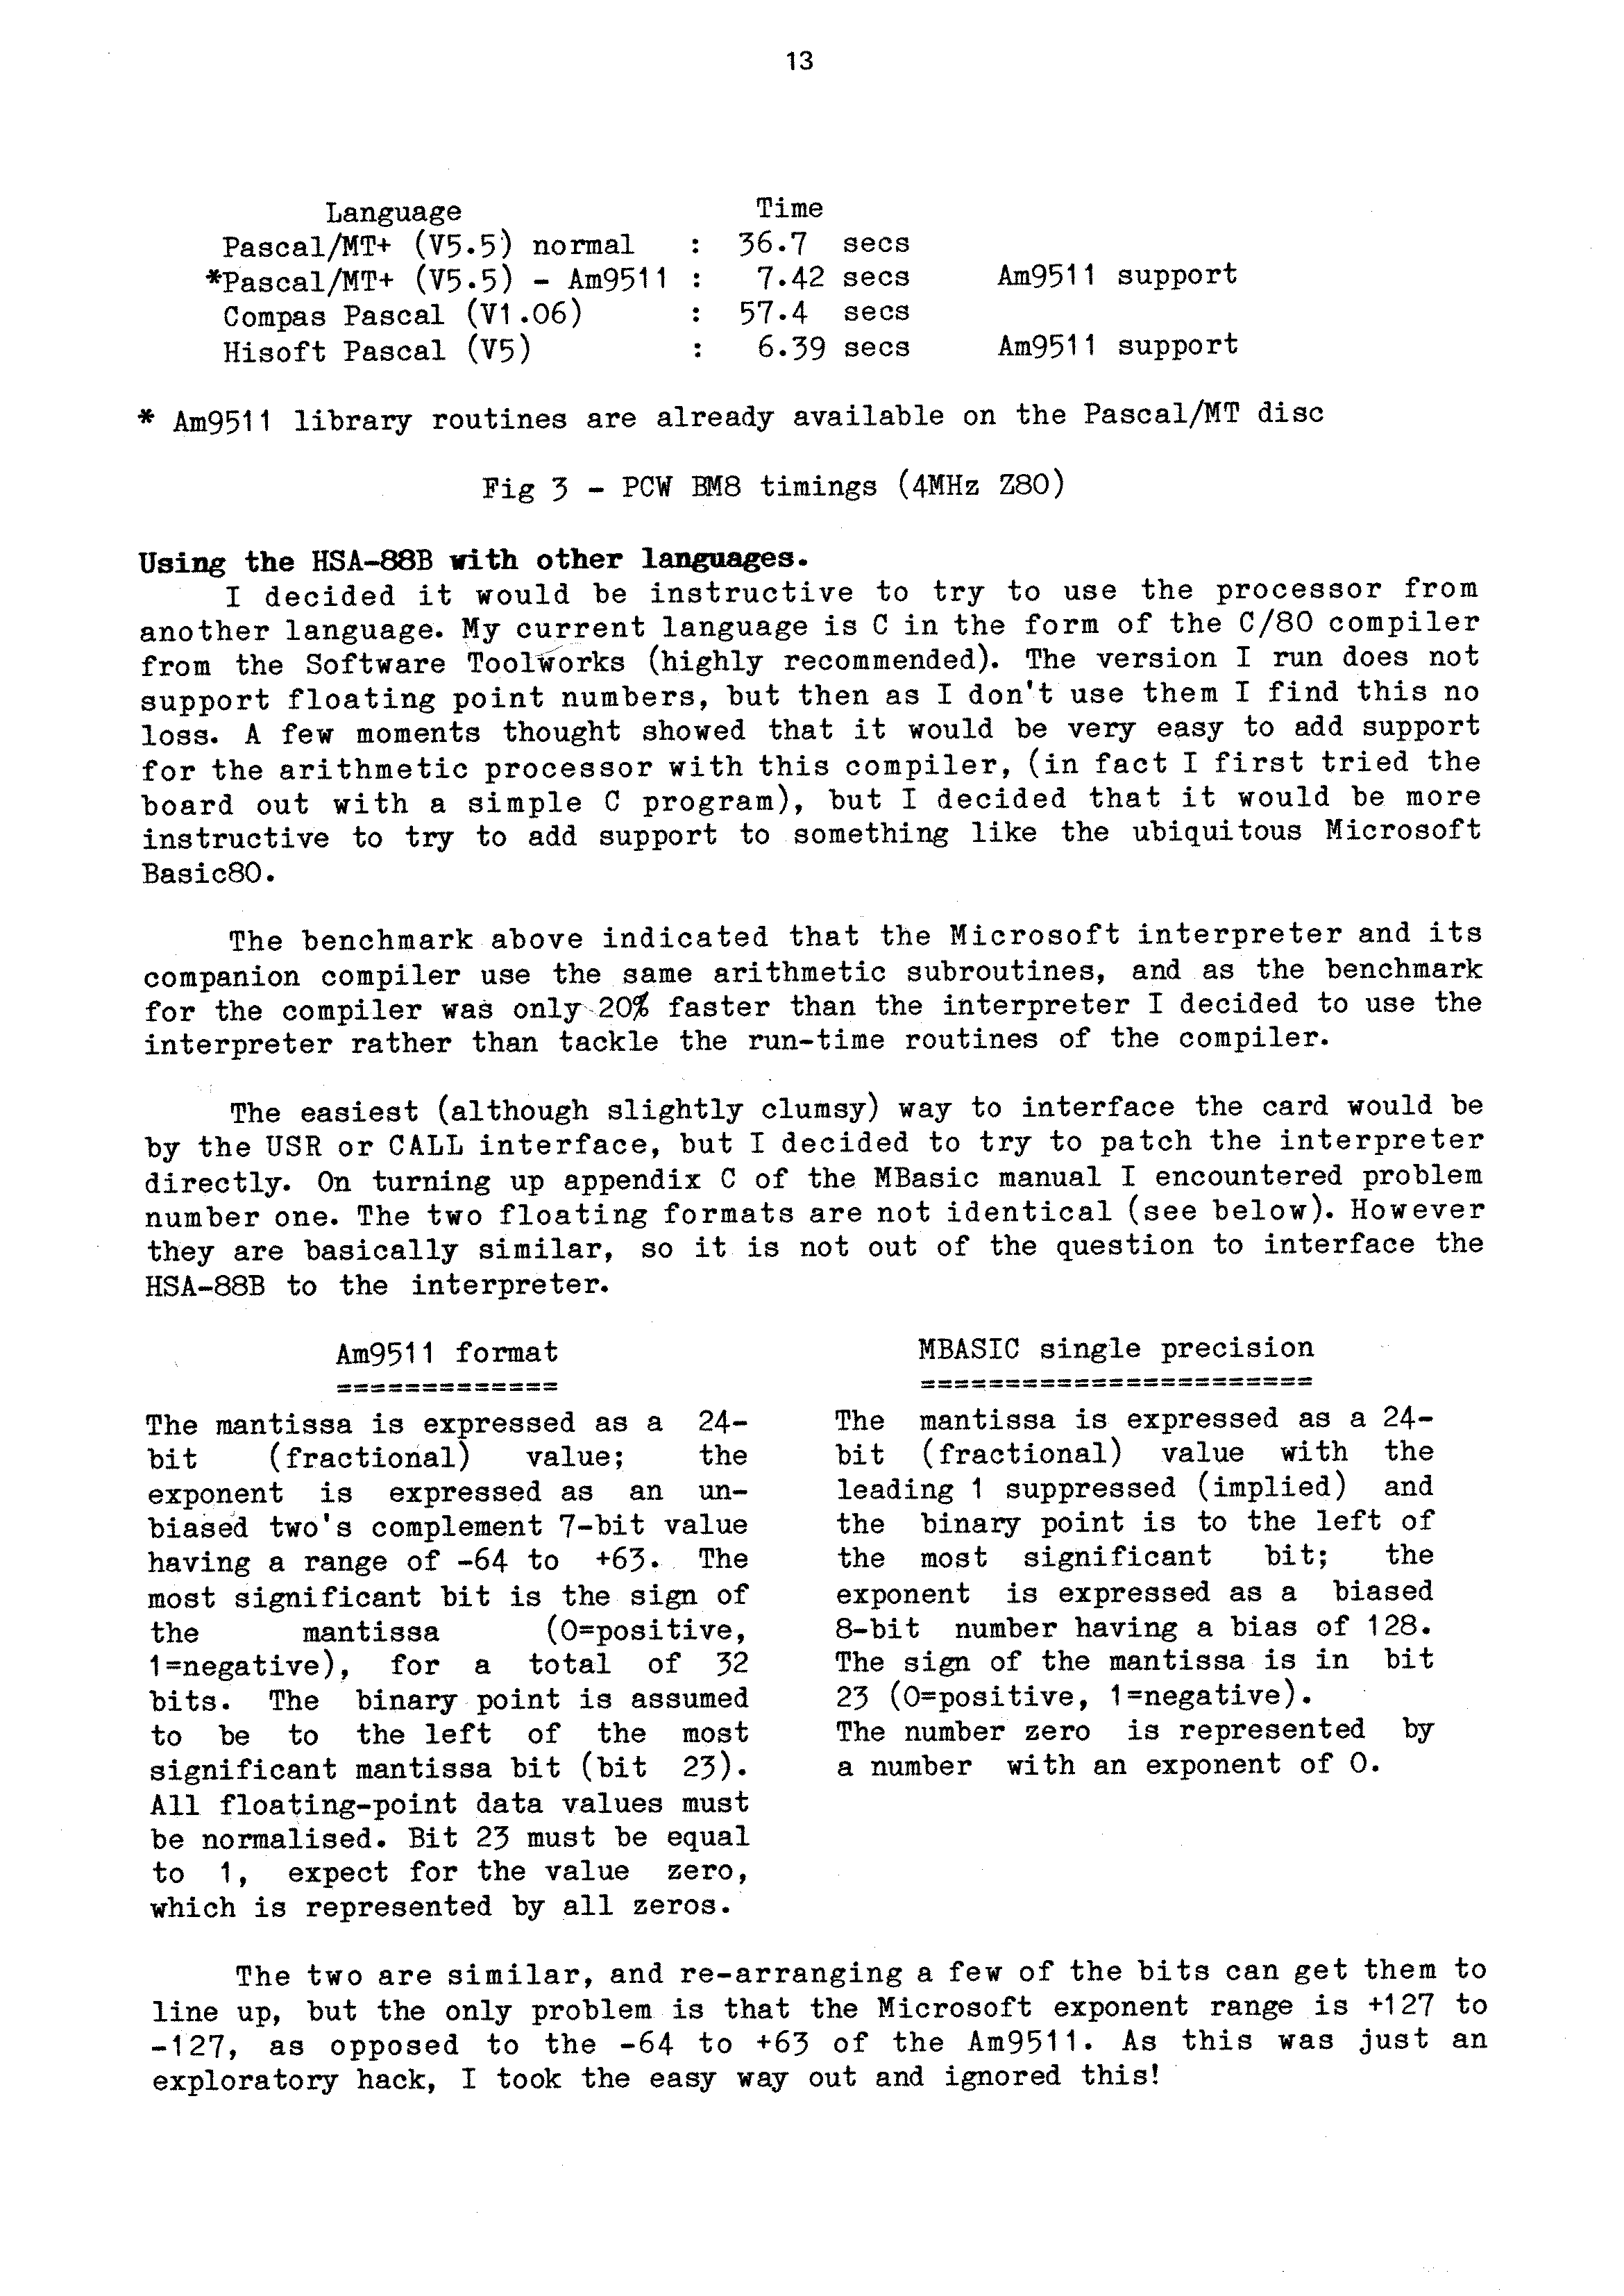 13
Language Time
Pascal/MT+ (V5.5) normal : 36.7 secs
*Pascal/MT+ (V5.5) - Am9511 : 7.42 secs Am9511 support
Compas Pascal (V1.06) : 57.4 secs
Hisoft Pascal (V5) : 6.39 secs Am9511 support
* Am9511 library routines are already available on the Pascal/MT disc
Fig 3 - PCW BM8 timings (4MHz Z80)
Using the HSA-88B with other languages.
I decided it would be instructive to try to use the processor from
another language. My current language is C in the form of the C/80 compiler
from the Software Toolworks (highly recommended). The version I run does not
support floating point numbers, but then as I don't use them I find this no
loss. A few moments thought showed that it would be very easy to add support
for the arithmetic processor with this compiler, (in fact I first tried the
board out with a simple C program), but I decided that it would be more
instructive to try to add support to something like the ubiquitous Microsoft
Basic80.
The benchmark above indicated that the Microsoft interpreter and its
companion compiler use the same arithmetic subroutines, and as the benchmark
for the compiler was only 20% faster than the interpreter I decided to use the
interpreter rather than tackle the run-time routines of the compiler.
The easiest (although slightly clumsy) way to interface the card would be
by the USR or CALL interface, but I decided to try to patch the interpreter
directly. On turning up appendix C of the MBasic manual I encountered problem
number one. The two floating formats are not identical (see below). However
they are basically similar, so it is not out of the question to interface the
HSA-88B to the interpreter.
Am9511 format
=============
The mantissa is expressed as a 24-
bit (fractional) value; the
exponent is expressed as an un-
biased two's complement 7-bit value
having a range of -64 to +63. The
most significant bit is the sign of
the mantissa (0=positive,
1=negative), for a total of 32
bits. The binary point is assumed
to be to the left of the most
significant mantissa bit (bit 23).
All floating-point data values must
be normalised. Bit 23 must be equal
to 1, expect for the value zero,
which is represented by all zeros.
MBASIC single precision
=======================
The mantissa is expressed as a 24-
bit (fractional) value with the
leading 1 suppressed (implied) and
the binary point is to the left of
the most significant bit; the
exponent is expressed as a biased
8-bit number having a bias of 128.
The sign of the mantissa is in bit
23 (0=positive, 1=negative).
The number zero is represented by
a number with an exponent of 0.
The two are similar, and re-arranging a few of the bits can get them to
line up, but the only problem is that the Microsoft exponent range is +127 to
-127, as opposed to the -64 to +63 of the Am9511. As this was just an
exploratory hack, I took the easy way out and ignored this!